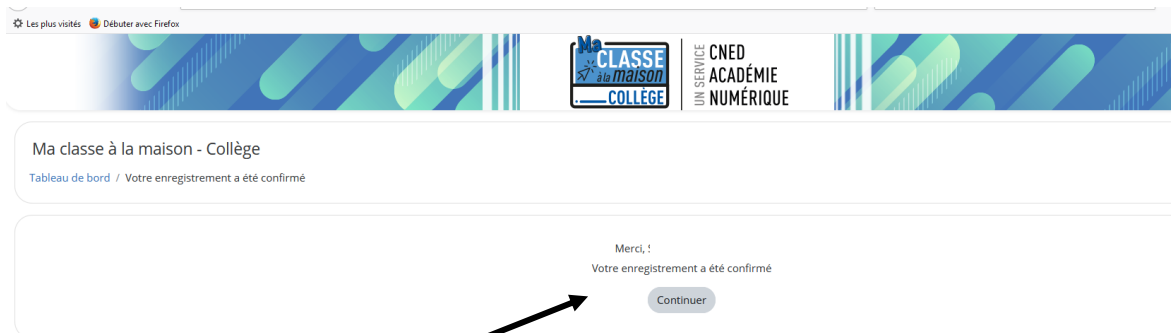 Les plus visités Débuter avec Firefox
Ma
CLASSE
à la maison
COLLÈGE
UN SERVICE
CNED
ACADÉMIE
NUMÉRIQUE
Ma classe à la maison - Collège
Tableau de bord / Votre enregistrement a été confirmé
Merci, !
Votre enregistrement a été confirmé
Continuer